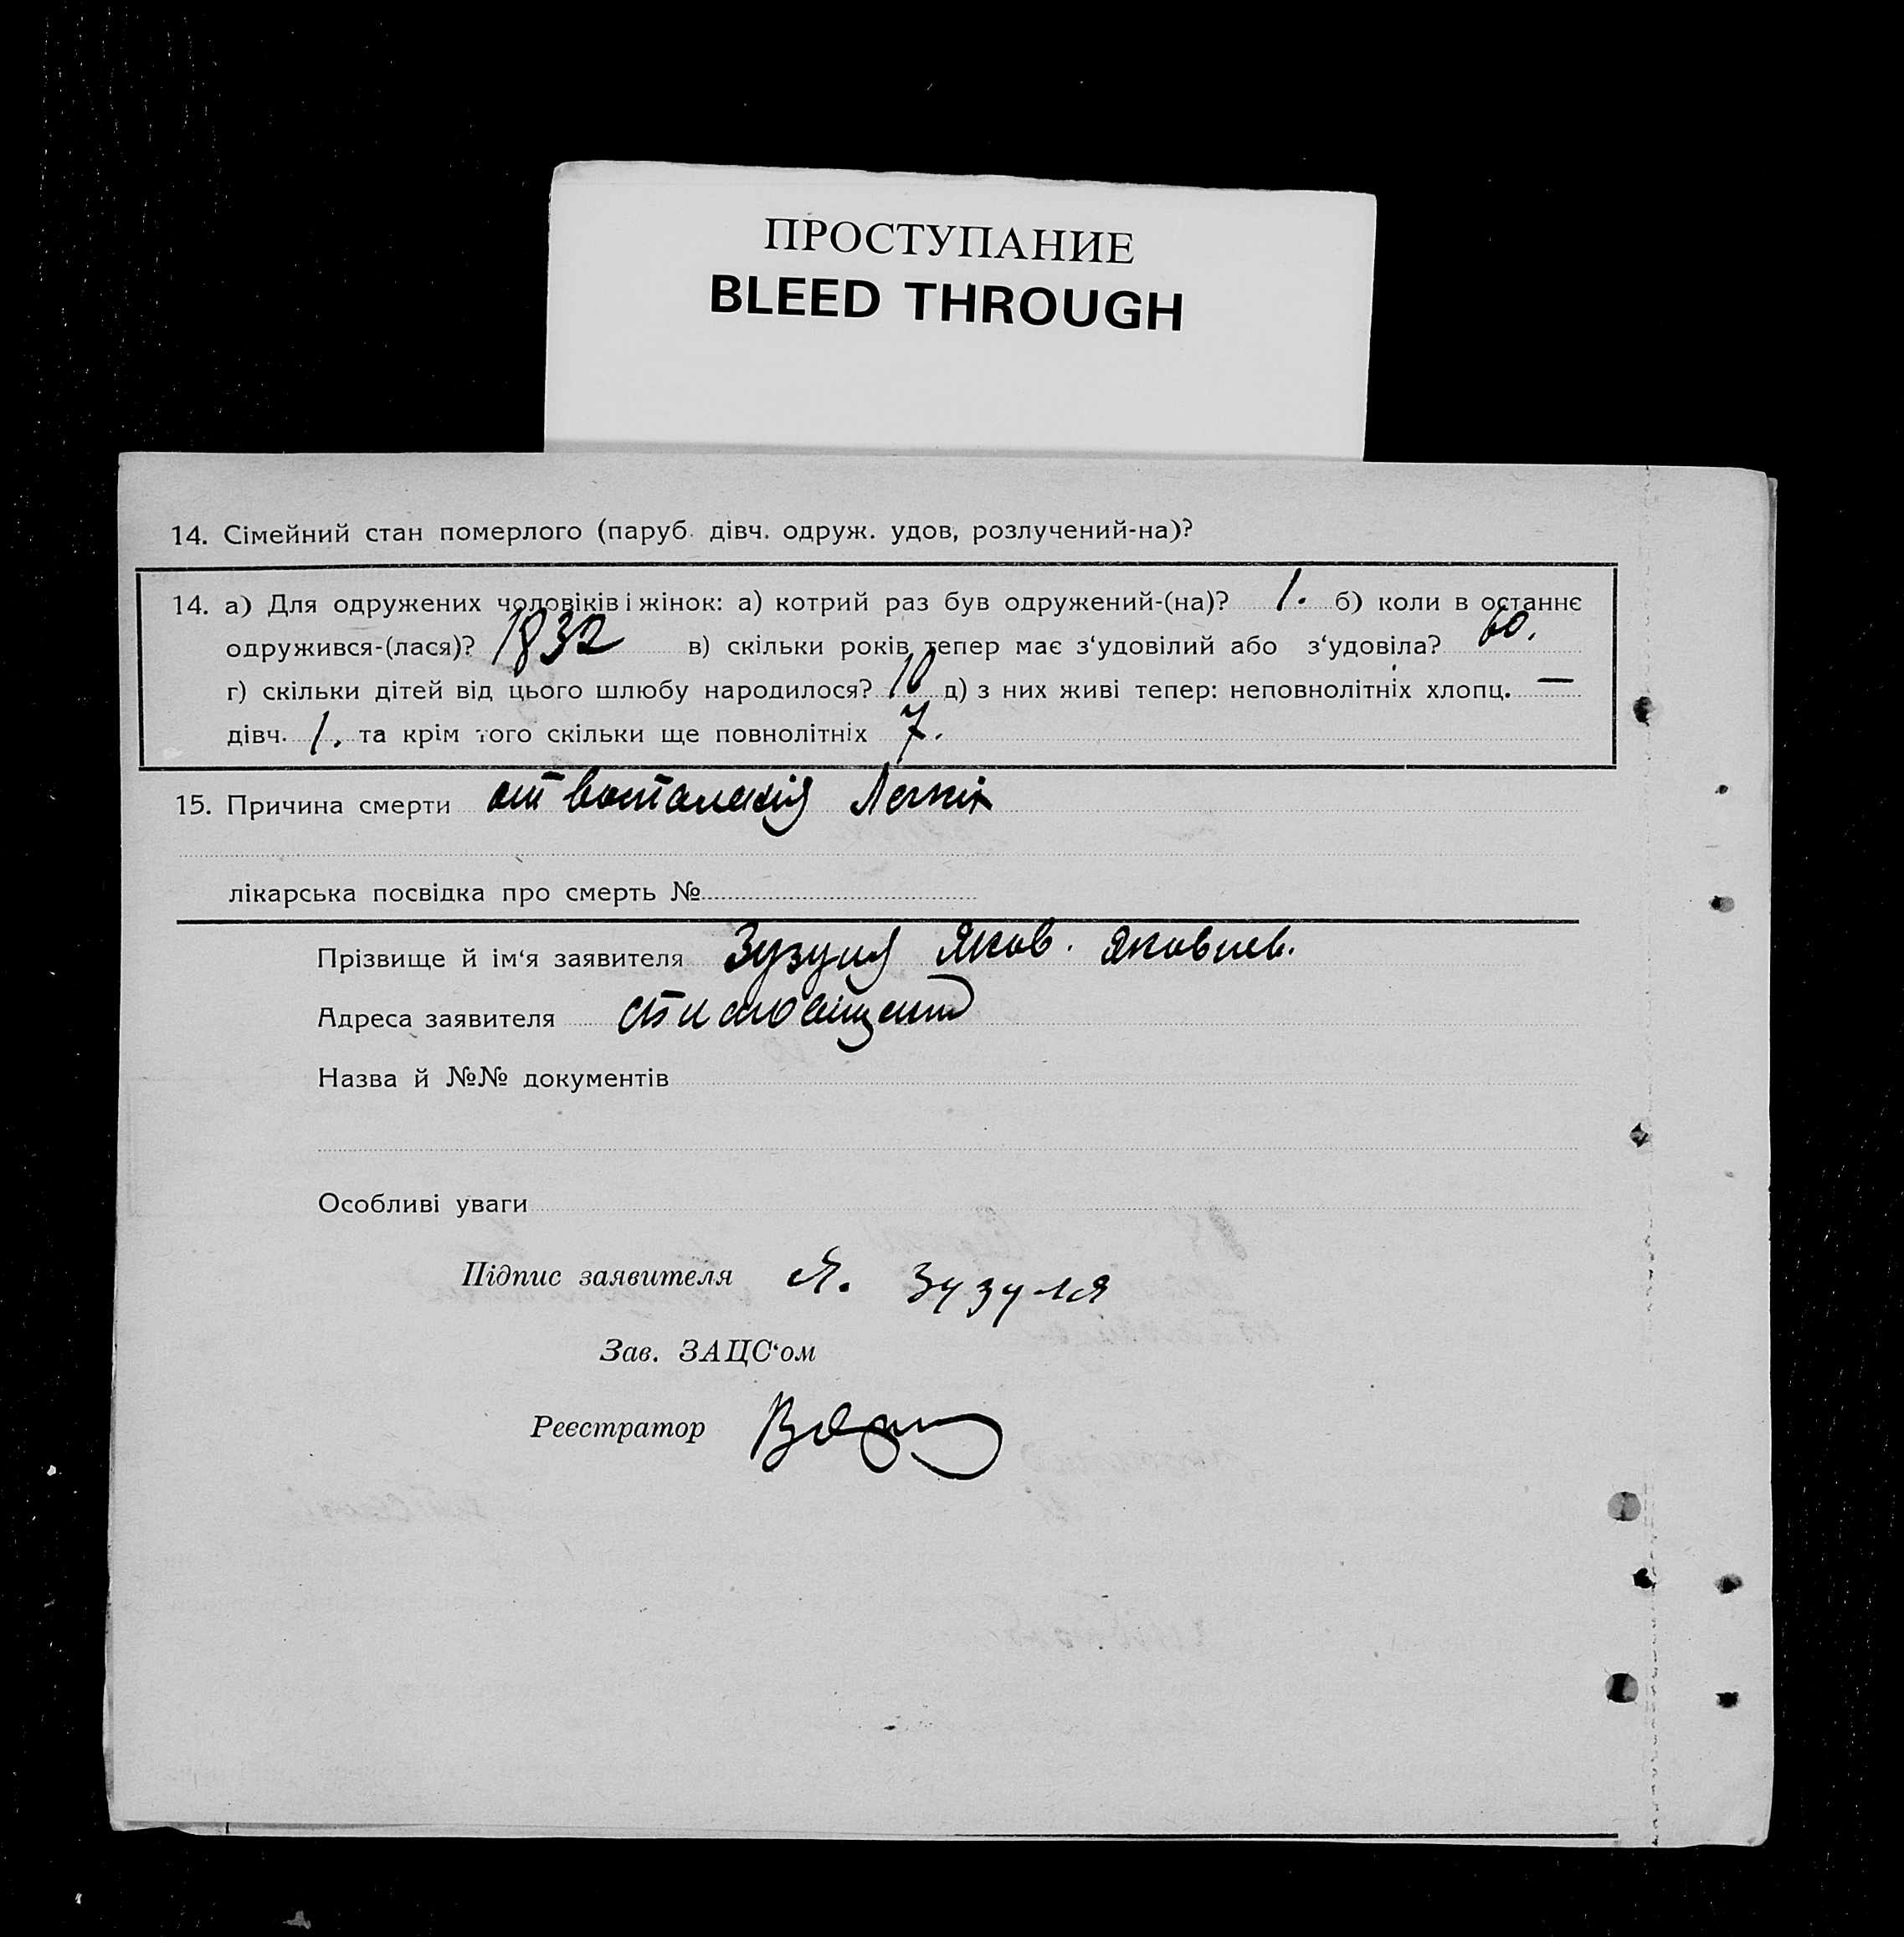 ПРОСТУПАНИЕ
BLEED THROUGH
14. Сімейний стан померлого (паруб. дівч. одруж. удов, розлучений-на)?
14. а) Для одружених чоловіків і жінок: а) котрий раз був одружений-(на)? 1. б) коли в останнє
одружився-(лася)? 1832 в) скільки років тепер має з‘удовілий або з‘удовіла? 60.
г) скільки дітей від цього шлюбу народилося? 10 д) з них живі тепер: неповнолітніх хлопц. —
дівч. 1. та крім того скільки ще повнолітніх 7.
15. Причина смерти от
лікарська посвідка про смерть №
Прізвище й ім‘я заявителя Зузуля Яков. Яковлев.
Адреса заявителя
Назва й №№ документів
Особливі уваги
Підпис заявителя Я. Зузуля
Зав. ЗАЦС‘ом
Реєстратор